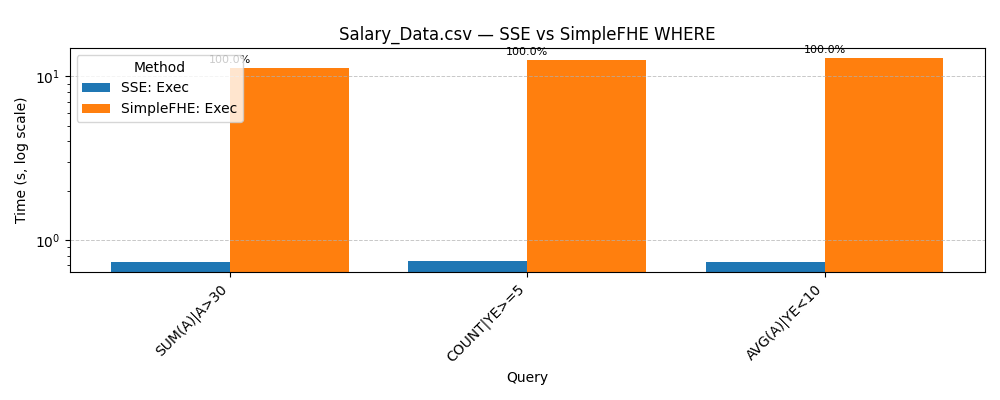 Salary_Data.csv — SSE vs SimpleFHE WHERE
100.0%
100.0%
100.0%
Method
SSE: Exec
SimpleFHE: Exec
Time (s, log scale)
10¹
10⁰
SUM(A)|A>30
COUNT|YE>=5
AVG(A)|YE<10
Query